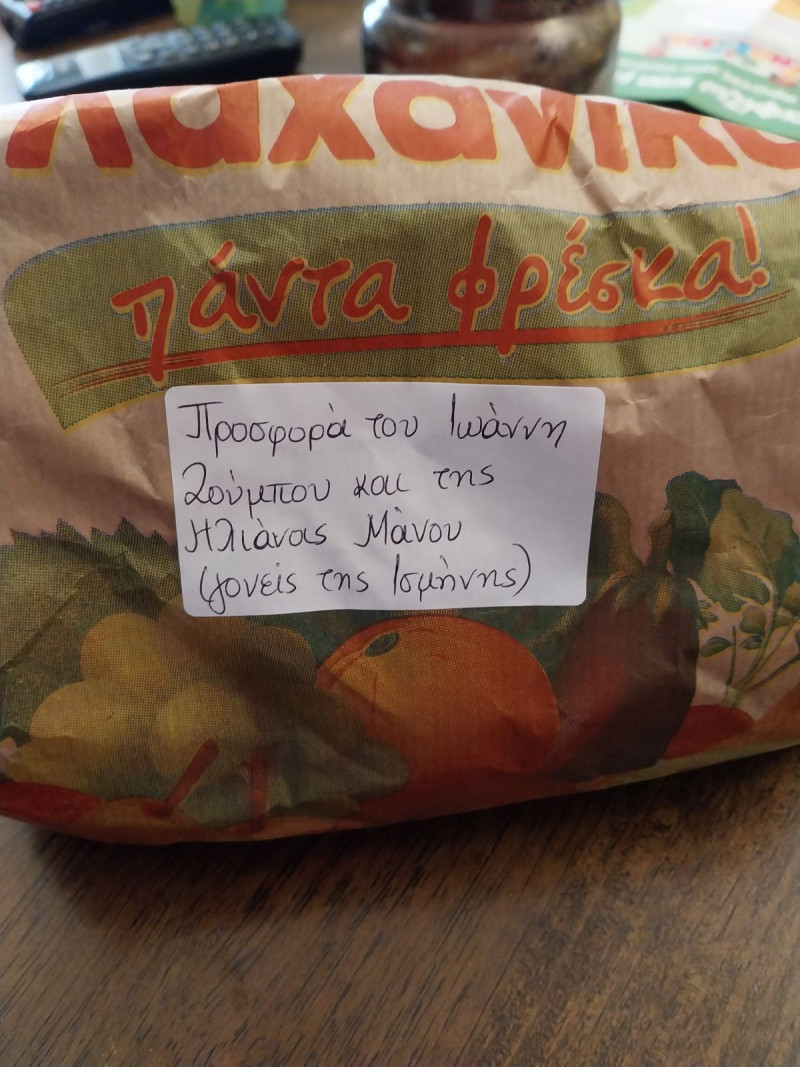 λαχανικά
πάντα φρέσκα!
Προσφορά του Ιωάννη
Ζούμπου και της
Ηλιάνας Μάνου
(γονείς της Ισμήνης)